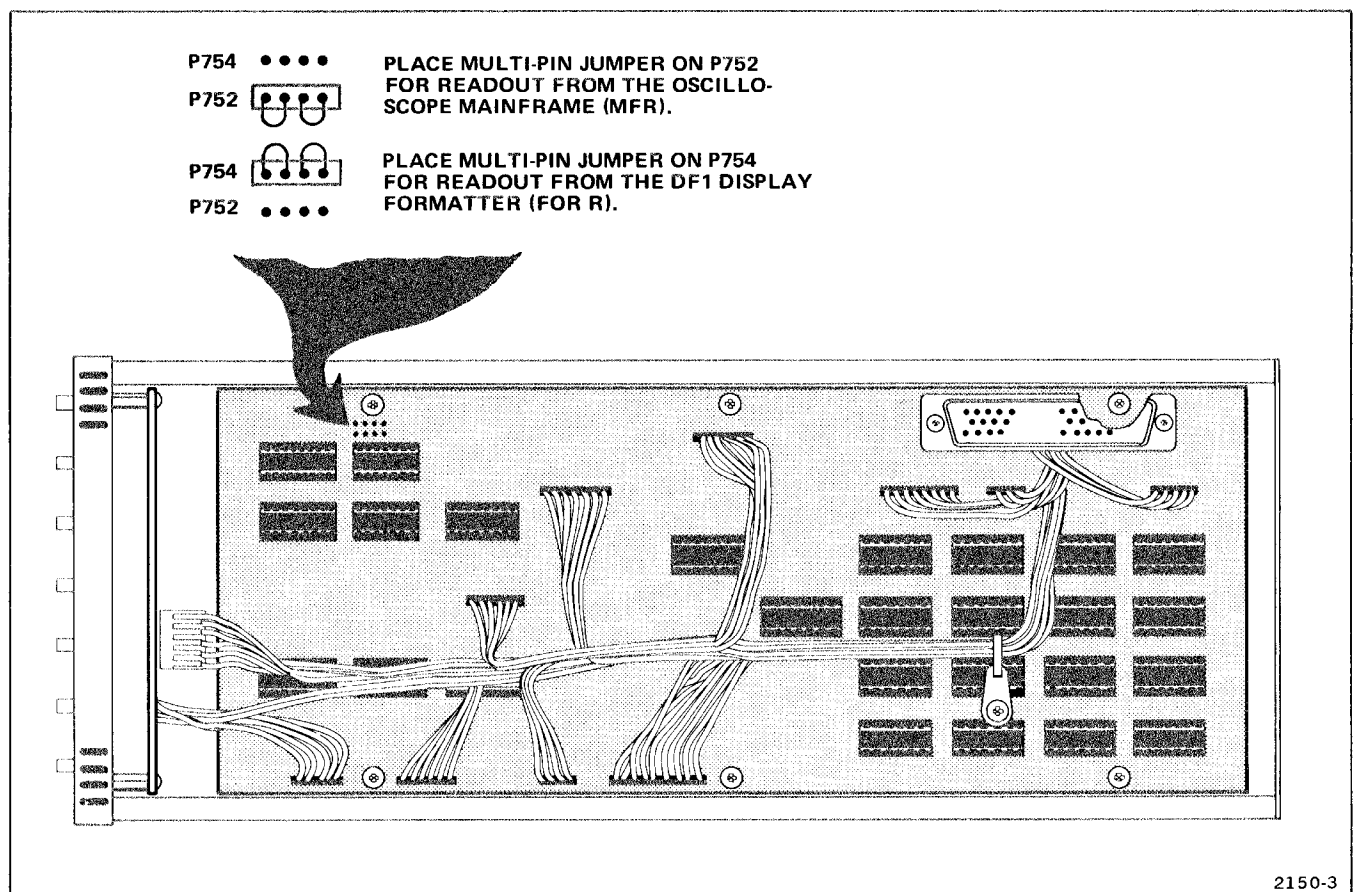 P754
PLACE MULTI-PIN JUMPER ON P752
FOR READOUT FROM THE OSCILLO-
P752
SCOPE MAINFRAME (MFR).
PLACE MULTI-PIN JUMPER ON P754
P754
FOR READOUT FROM THE DF1 DISPLAY
P752
FORMATTER (FOR R).
2150-3